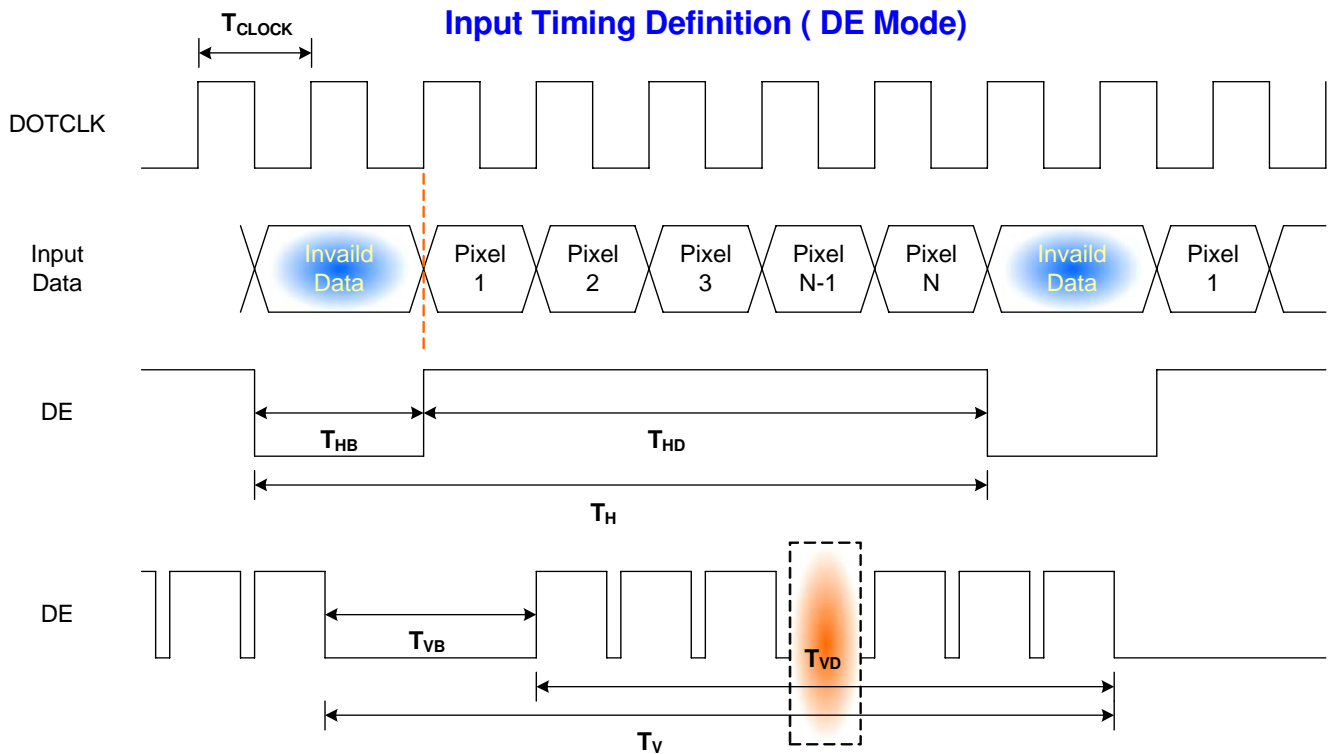 Input Timing Definition ( DE Mode)
TCLOCK
DOTCLK
Input
Data
Invaild
Data
Pixel
1
Pixel
2
Pixel
3
Pixel
N-1
Pixel
N
Invaild
Data
Pixel
1
DE
THB
THD
TH
DE
TVB
TVD
TV